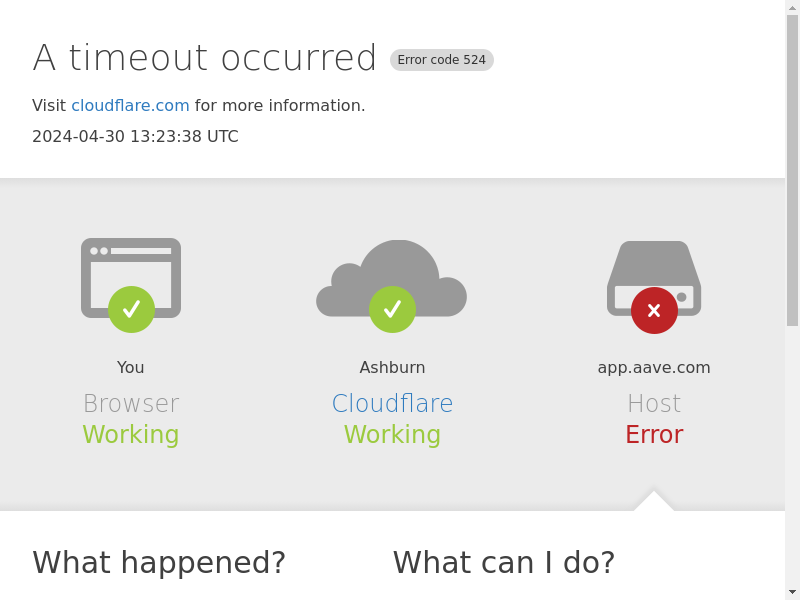 A timeout occurred Error code 524
Visit cloudflare.com for more information.
2024-04-30 13:23:38 UTC
You
Browser
Working
Ashburn
Cloudflare
Working
app.aave.com
Host
Error
What happened?
What can I do?